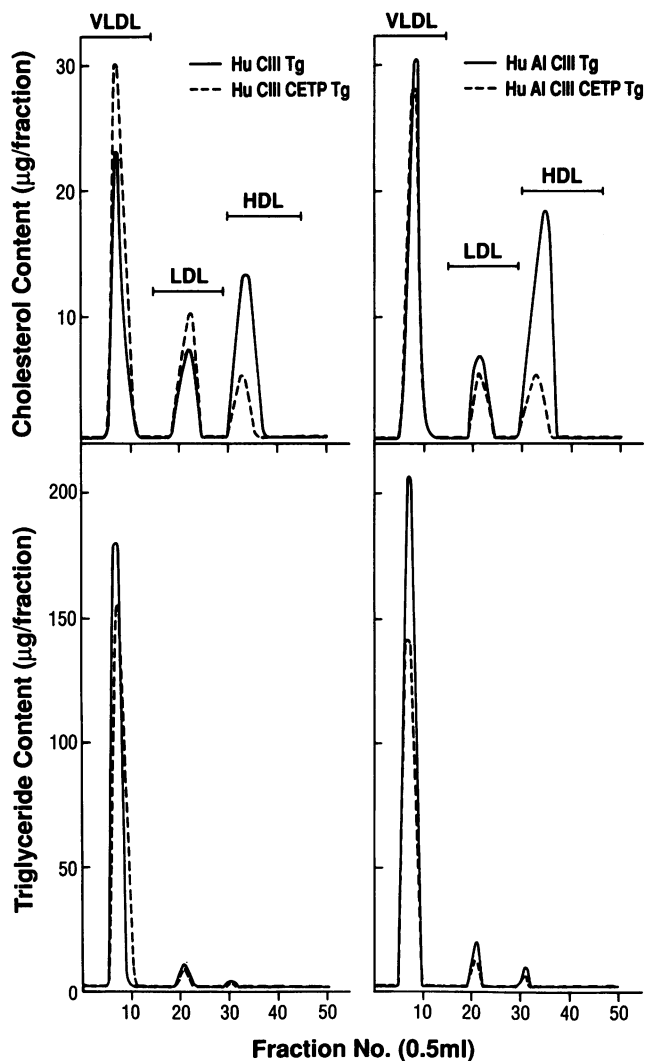 VLDL
Hu CIII Tg
Hu CIII CETP Tg
HDL
LDL
30
20
10
Cholesterol Content (µg/fraction)
VLDL
Hu AI CIII Tg
Hu AI CIII CETP Tg
HDL
LDL
200
150
100
50
0
Triglyceride Content (µg/fraction)
10 20 30 40 50
10 20 30 40 50
Fraction No. (0.5ml)